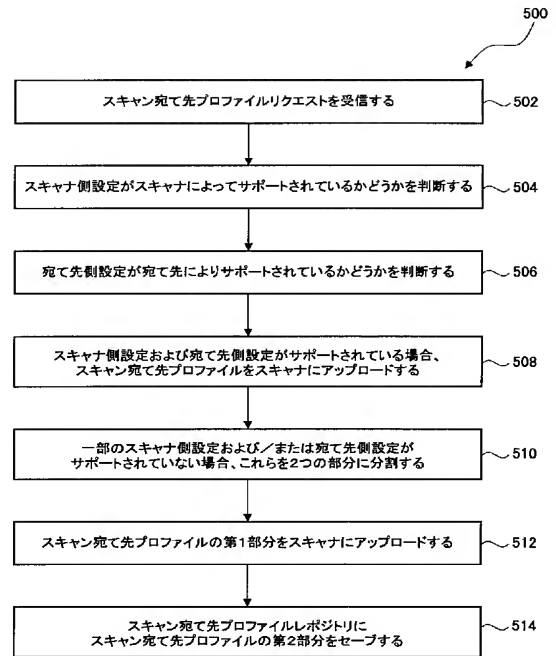 500
スキャン宛て先プロファイルリクエストを受信する
502
スキャナ側設定がスキャナによってサポートされているかどうかを判断する
504
宛て先側設定が宛て先によりサポートされているかどうかを判断する
506
スキャナ側設定および宛て先側設定がサポートされている場合、
スキャン宛て先プロファイルをスキャナにアップロードする
508
一部のスキャナ側設定および/または宛て先側設定が
サポートされていない場合、これらを2つの部分に分割する
510
スキャン宛て先プロファイルの第1部分をスキャナにアップロードする
512
スキャン宛て先プロファイルレポジトリに
スキャン宛て先プロファイルの第2部分をセーブする
514